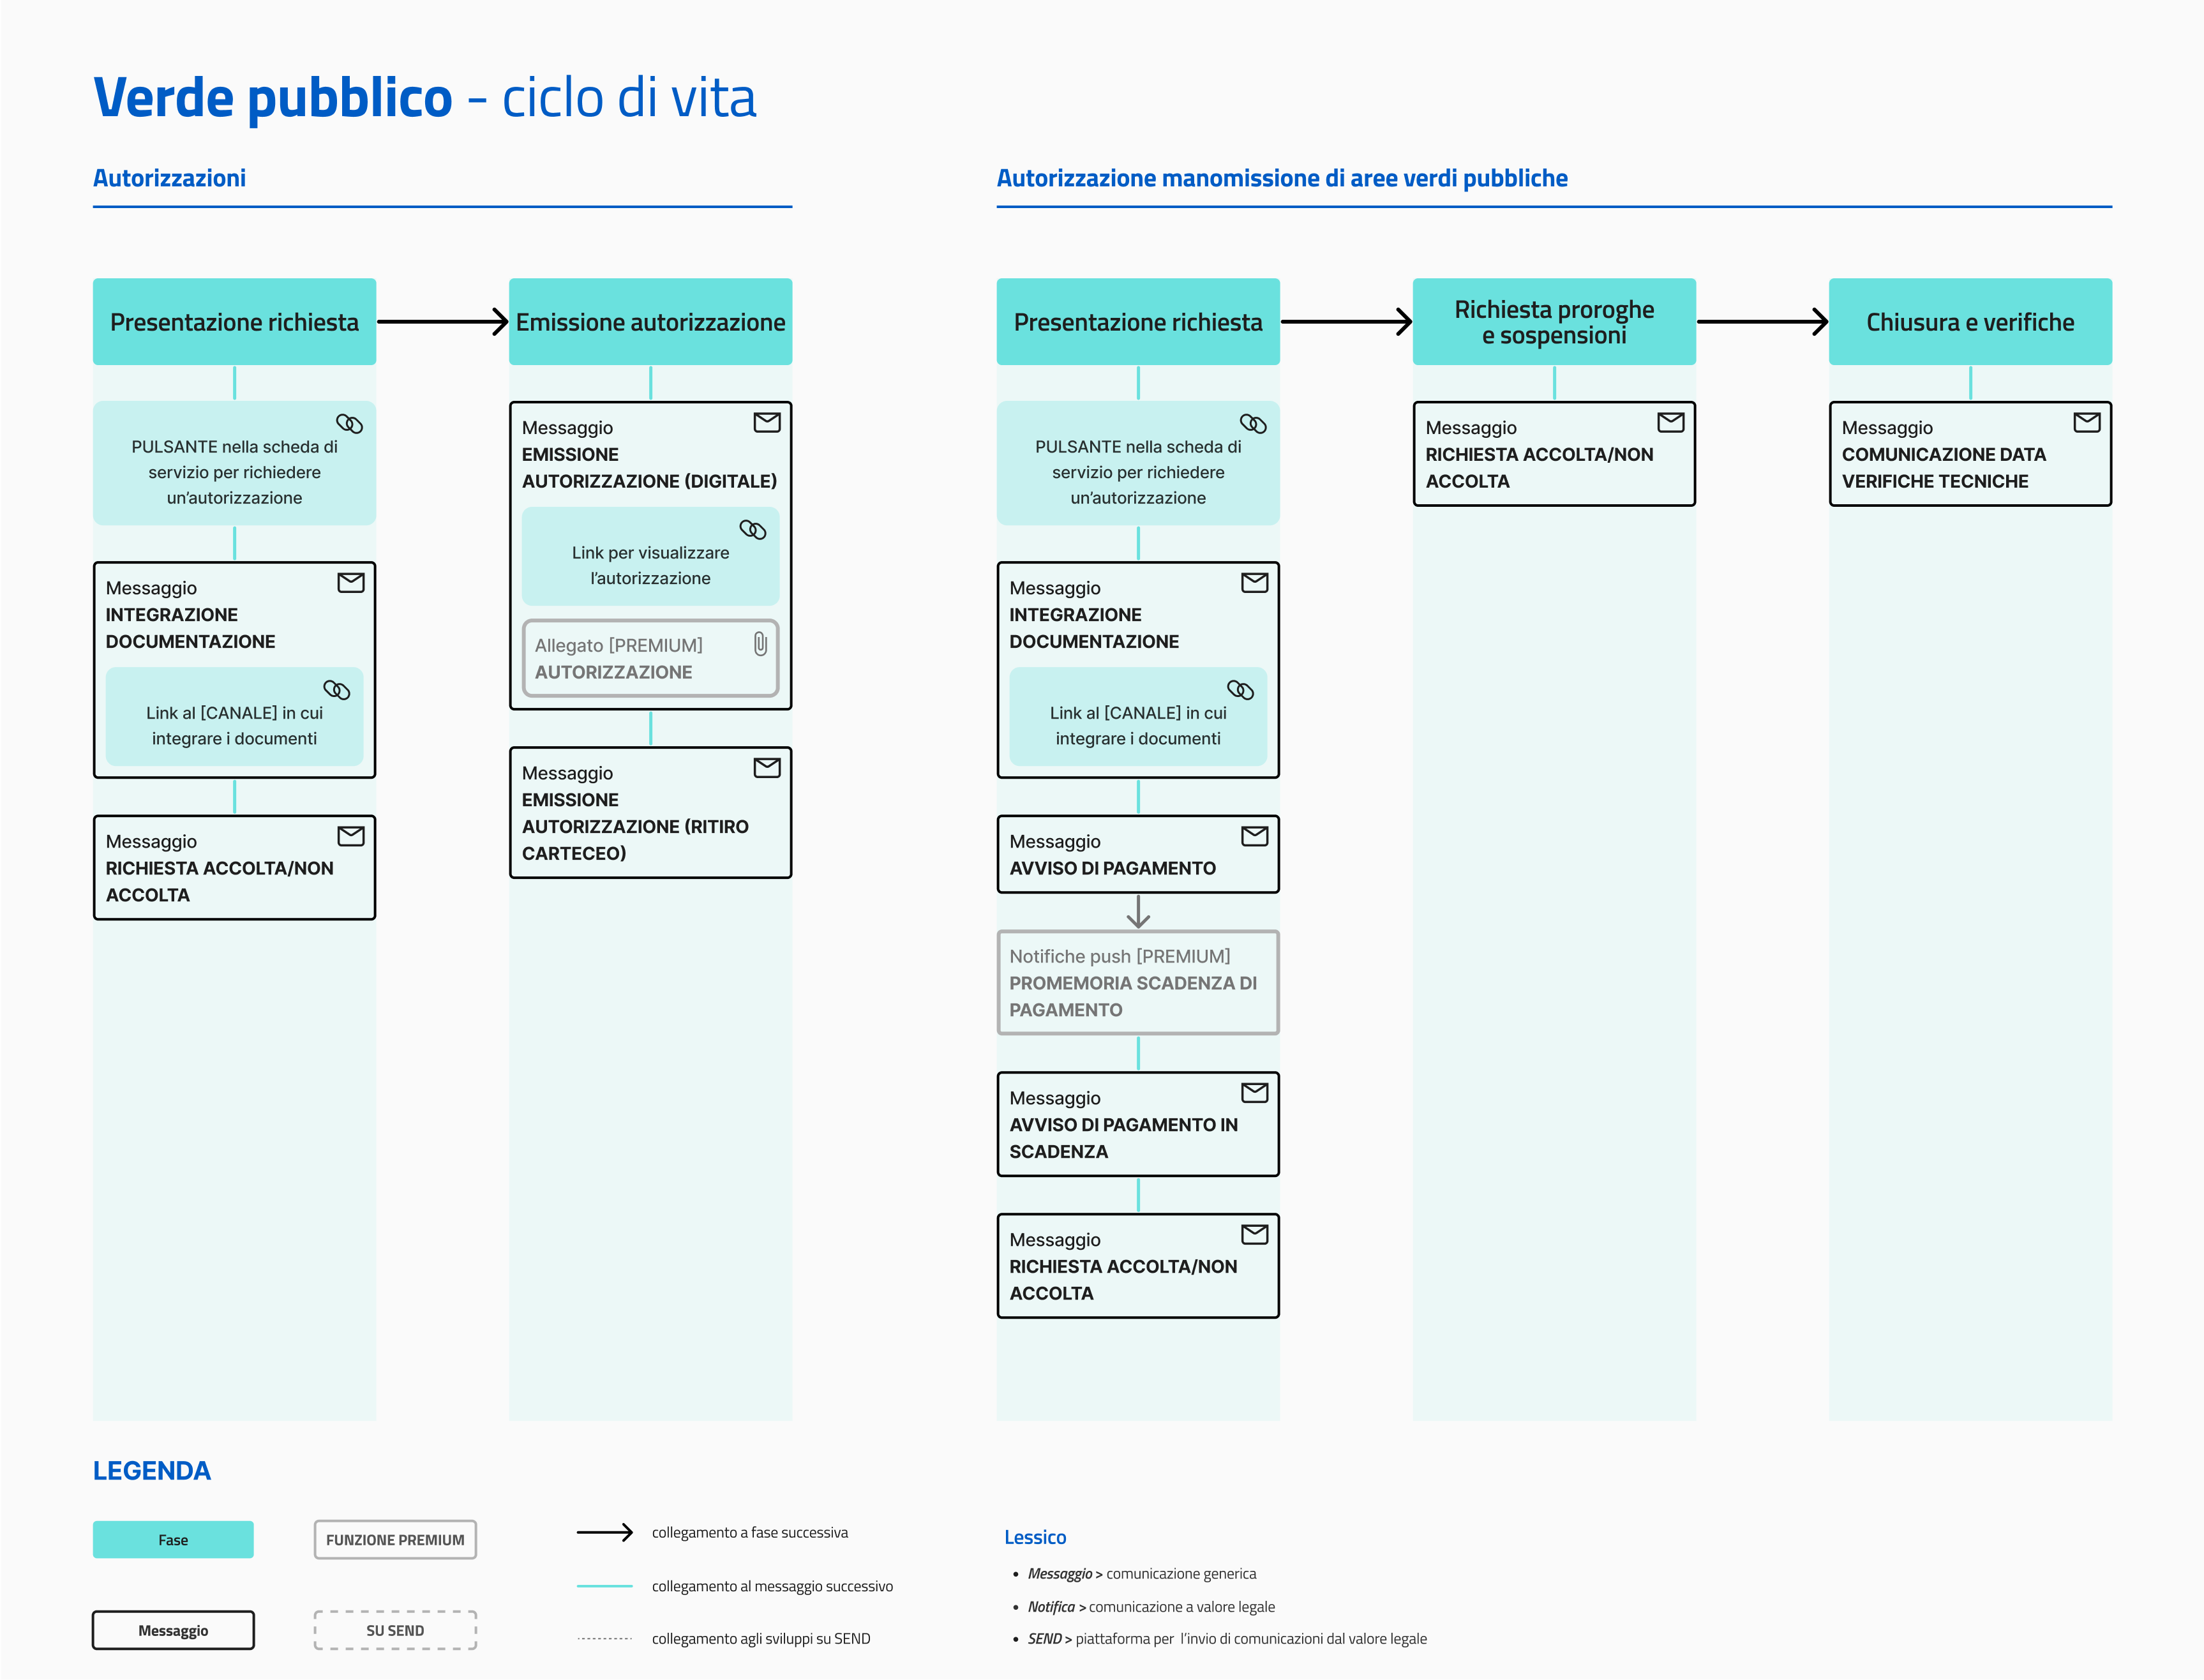 Verde pubblico - ciclo di vita
Autorizzazioni
Presentazione richiesta
PULSANTE nella scheda di
servizio per richiedere
un’autorizzazione
Messaggio
INTEGRAZIONE
DOCUMENTAZIONE
Link al [CANALE] in cui
integrare i documenti
Messaggio
RICHIESTA ACCOLTA/NON
ACCOLTA
Emissione autorizzazione
Messaggio
EMISSIONE
AUTORIZZAZIONE (DIGITALE)
Link per visualizzare
l’autorizzazione
Allegato [PREMIUM]
AUTORIZZAZIONE
Messaggio
EMISSIONE
AUTORIZZAZIONE (RITIRO
CARTECEO)
Autorizzazione manomissione di aree verdi pubbliche
Presentazione richiesta
PULSANTE nella scheda di
servizio per richiedere
un’autorizzazione
Messaggio
INTEGRAZIONE
DOCUMENTAZIONE
Link al [CANALE] in cui
integrare i documenti
Messaggio
AVVISO DI PAGAMENTO
Notifiche push [PREMIUM]
PROMEMORIA SCADENZA DI
PAGAMENTO
Messaggio
AVVISO DI PAGAMENTO IN
SCADENZA
Messaggio
RICHIESTA ACCOLTA/NON
ACCOLTA
Richiesta proroghe
e sospensioni
Messaggio
RICHIESTA ACCOLTA/NON
ACCOLTA
Chiusura e verifiche
Messaggio
COMUNICAZIONE DATA
VERIFICHE TECNICHE
LEGENDA
Fase
FUNZIONE PREMIUM
Messaggio
SU SEND
collegamento a fase successiva
collegamento al messaggio successivo
collegamento agli sviluppi su SEND
Lessico
• Messaggio > comunicazione generica
• Notifica > comunicazione a valore legale
• SEND > piattaforma per l’invio di comunicazioni dal valore legale